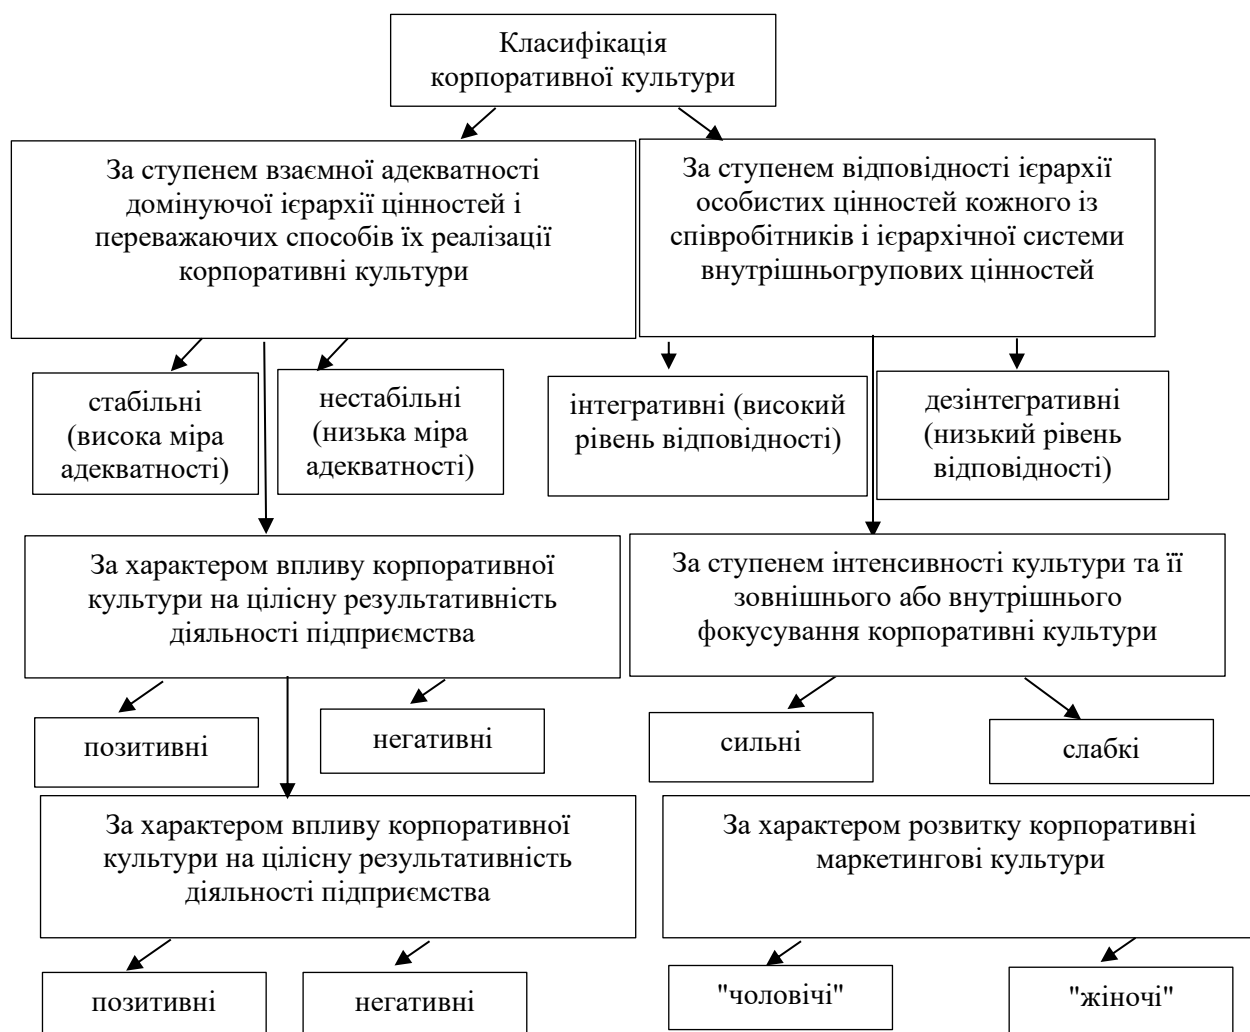 Класифікація
корпоративної культури
За ступенем взаємної адекватності
домінуючої ієрархії цінностей і
переважаючих способів їх реалізації
корпоративні культури
За ступенем відповідності ієрархії
особистих цінностей кожного із
співробітників і ієрархічної системи
внутрішньогрупових цінностей
стабільні
(висока міра
адекватності)
нестабільні
(низька міра
адекватності)
інтегративні (високий
рівень відповідності)
дезінтегративні
(низький рівень
відповідності)
За характером впливу корпоративної
культури на цілісну результативність
діяльності підприємства
За ступенем інтенсивності культури та її
зовнішнього або внутрішнього
фокусування корпоративні культури
позитивні
негативні
сильні
слабкі
За характером впливу корпоративної
культури на цілісну результативність
діяльності підприємства
За характером розвитку корпоративні
маркетингові культури
позитивні
негативні
"чоловічі"
"жіночі"